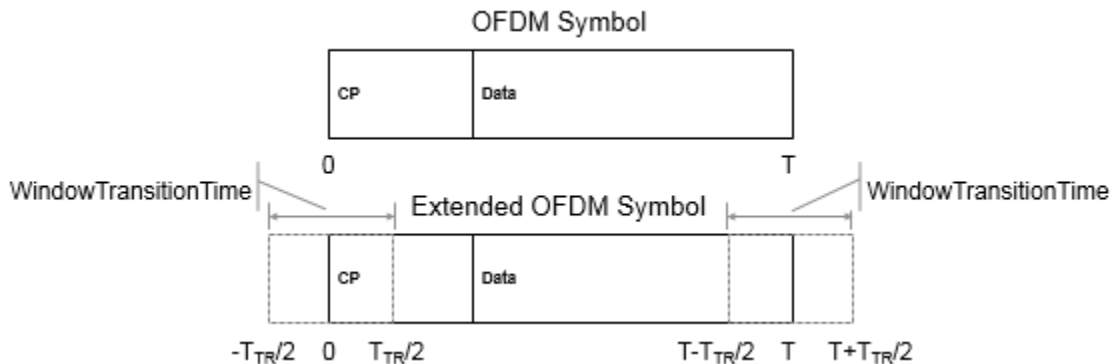 OFDM Symbol
CP Data
0 T
WindowTransitionTime WindowTransitionTime
Extended OFDM Symbol
CP Data
-T_TR/2 0 T_TR/2 T-T_TR/2 T T+T_TR/2